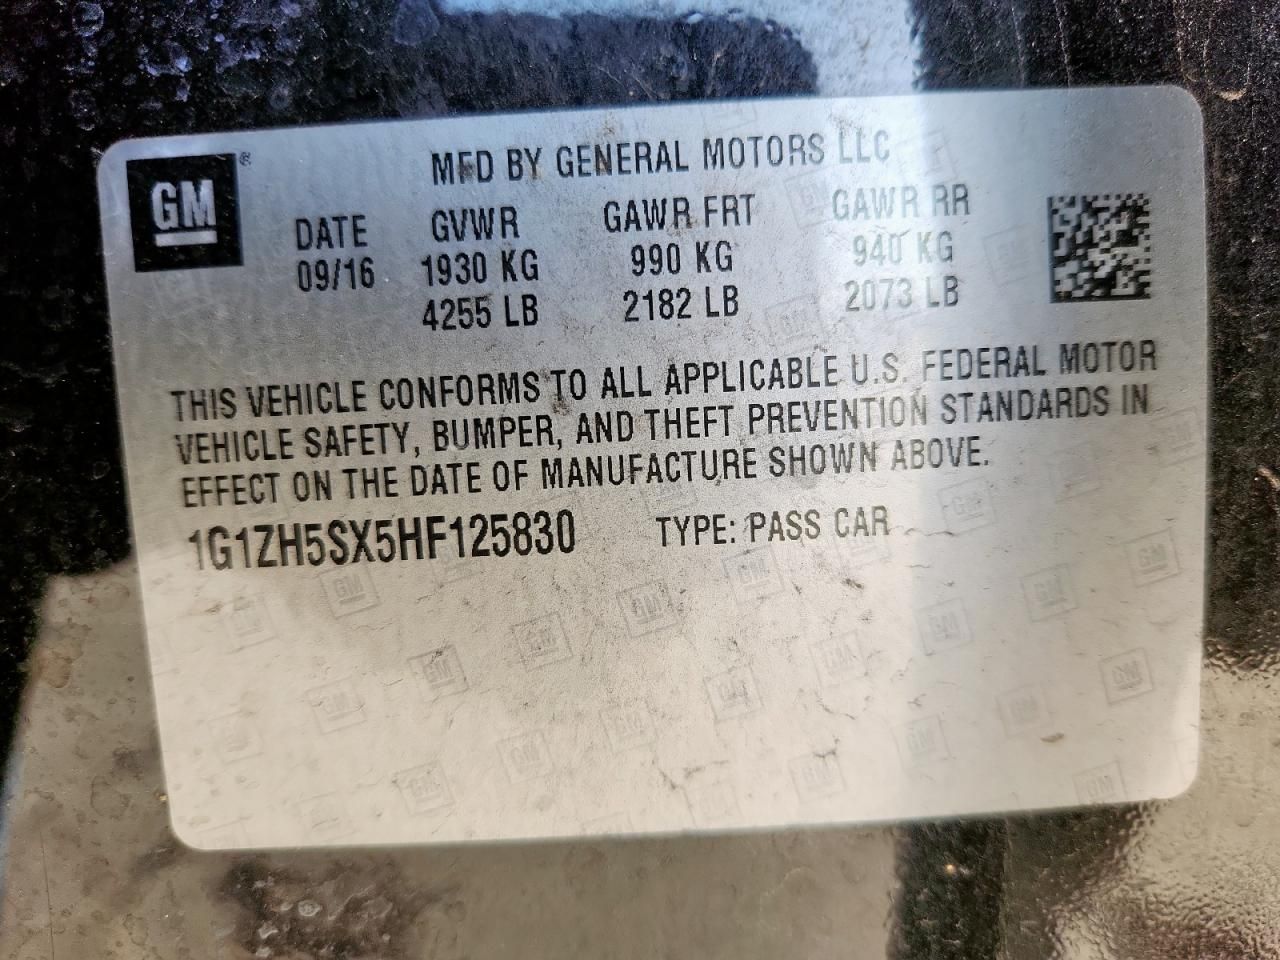 GM®
MFD BY GENERAL MOTORS LLC
DATE GVWR GAWR FRT GAWR RR
09/16 1930 KG 990 KG 940 KG
4255 LB 2182 LB 2073 LB
THIS VEHICLE CONFORMS TO ALL APPLICABLE U.S. FEDERAL MOTOR
VEHICLE SAFETY, BUMPER, AND THEFT PREVENTION STANDARDS IN
EFFECT ON THE DATE OF MANUFACTURE SHOWN ABOVE.
1G1ZH5SX5HF125830 TYPE: PASS CAR